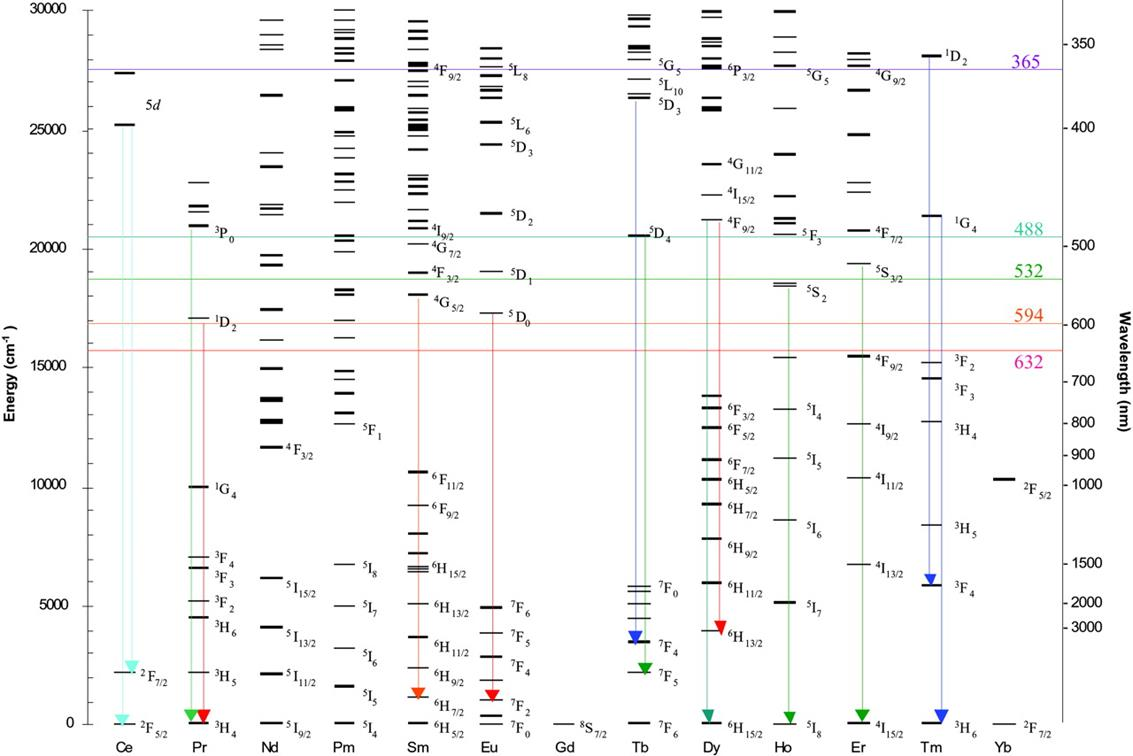 30000
25000
20000
15000
10000
5000
0
Energy (cm⁻¹)
350
400
500
600
700
800
900
1000
1500
2000
3000
Wavelength (nm)
365
488
532
594
632
5d
²F₇/₂
²F₅/₂
Ce
³P₀
¹D₂
¹G₄
³F₄
³F₃
³F₂
³H₆
³H₅
³H₄
Pr
⁴F₃/₂
⁵I₁₅/₂
⁵I₁₃/₂
⁵I₁₁/₂
⁵I₉/₂
Nd
⁵F₁
⁵I₈
⁵I₇
⁵I₆
⁵I₅
⁵I₄
Pm
⁴F₉/₂
⁴I₉/₂
⁴G₇/₂
⁴F₃/₂
⁴G₅/₂
⁶F₁₁/₂
⁶F₉/₂
⁶H₁₅/₂
⁶H₁₃/₂
⁶H₁₁/₂
⁶H₉/₂
⁶H₇/₂
⁶H₅/₂
Sm
⁵L₈
⁵L₆
⁵D₃
⁵D₂
⁵D₁
⁵D₀
⁷F₆
⁷F₅
⁷F₄
⁷F₂
⁷F₀
Eu
⁸S₇/₂
Gd
⁵G₅
⁵L₁₀
⁵D₃
⁵D₄
⁷F₀
⁷F₄
⁷F₅
⁷F₆
Tb
⁶P₃/₂
⁴G₁₁/₂
⁴I₁₅/₂
⁴F₉/₂
⁶F₃/₂
⁶F₅/₂
⁶F₇/₂
⁶H₅/₂
⁶H₇/₂
⁶H₉/₂
⁶H₁₁/₂
⁶H₁₃/₂
⁶H₁₅/₂
Dy
⁵G₅
⁵F₃
⁵S₂
⁵I₄
⁵I₅
⁵I₆
⁵I₇
⁵I₈
Ho
⁴G₉/₂
⁴F₇/₂
⁵S₃/₂
⁴F₉/₂
⁴I₉/₂
⁴I₁₁/₂
⁴I₁₃/₂
⁴I₁₅/₂
Er
¹D₂
¹G₄
³F₂
³F₃
³H₄
³H₅
³F₄
³H₆
Tm
²F₅/₂
²F₇/₂
Yb